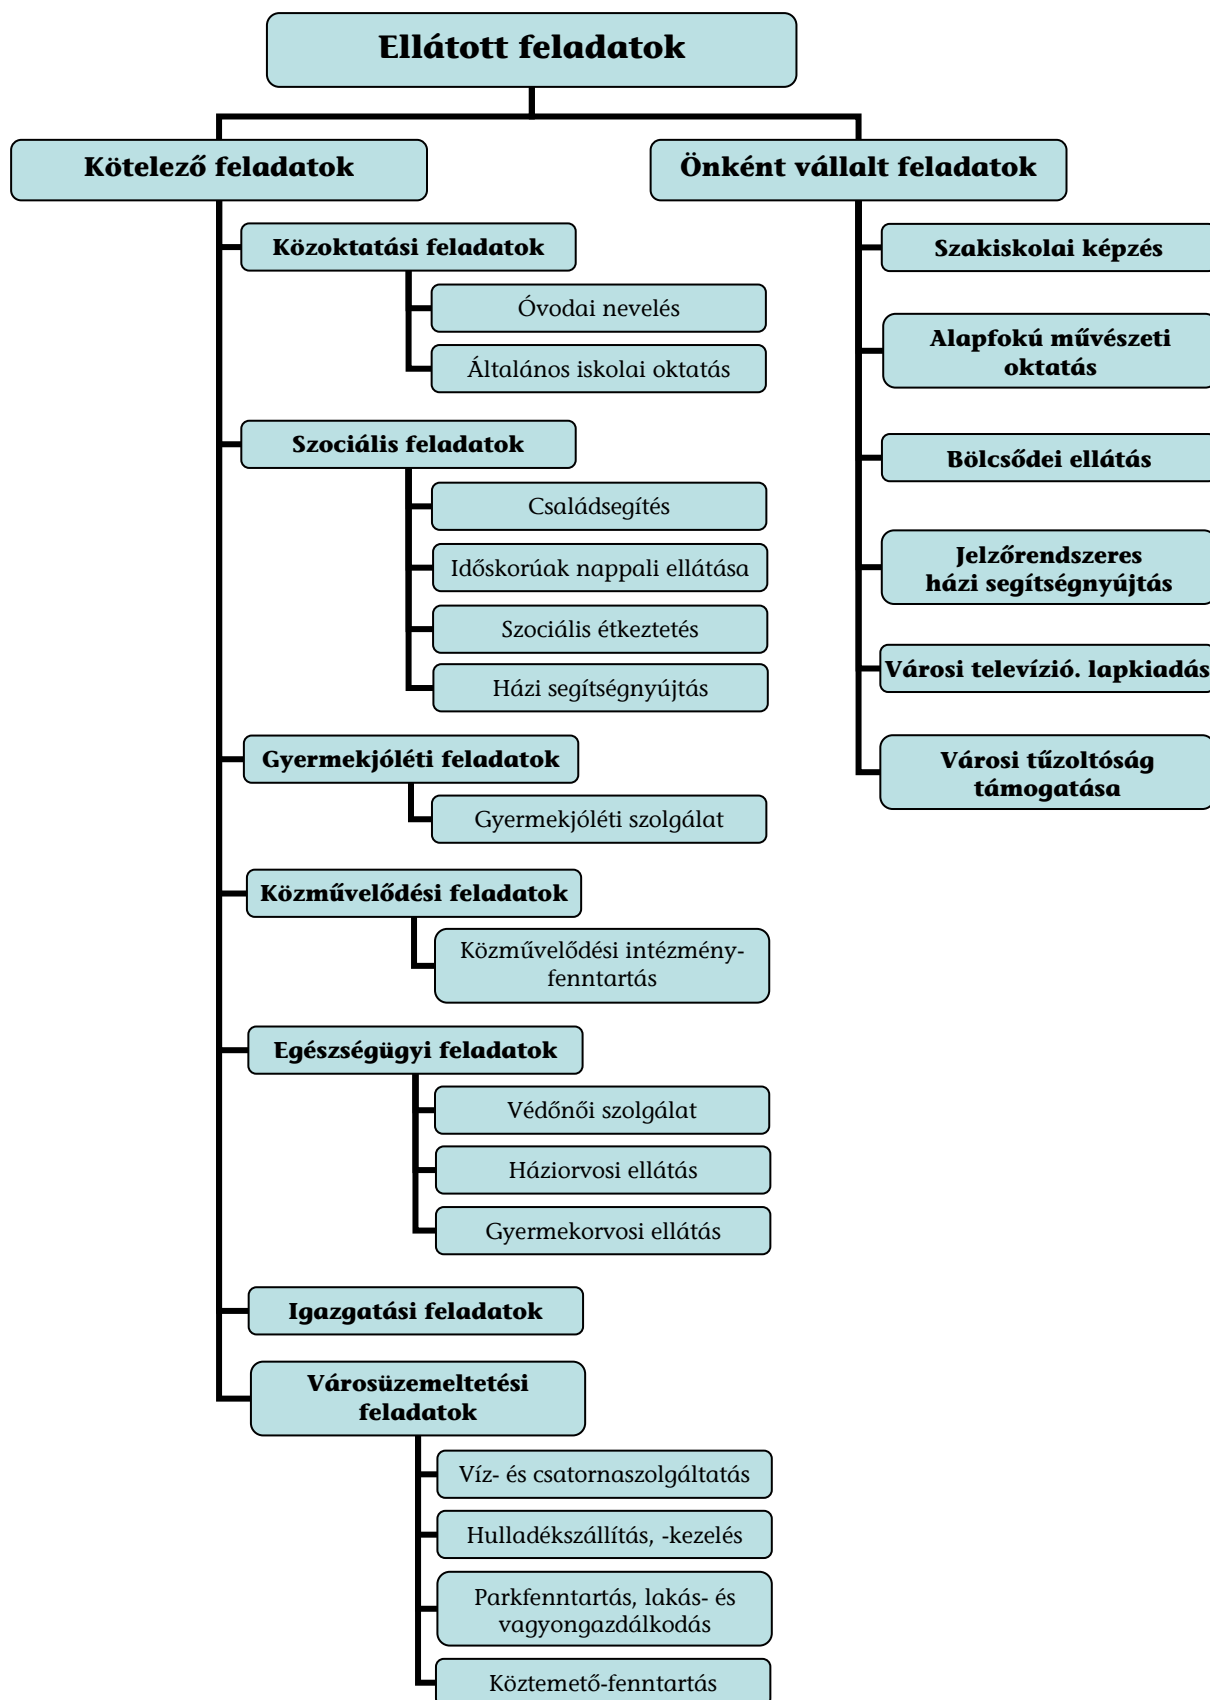 Ellátott feladatok
Kötelező feladatok
Közoktatási feladatok
Óvodai nevelés
Általános iskolai oktatás
Szociális feladatok
Családsegítés
Időskorúak nappali ellátása
Szociális étkeztetés
Házi segítségnyújtás
Gyermekjóléti feladatok
Gyermekjóléti szolgálat
Közművelődési feladatok
Közművelődési intézmény-
fenntartás
Egészségügyi feladatok
Védőnői szolgálat
Háziorvosi ellátás
Gyermekorvosi ellátás
Igazgatási feladatok
Városüzemeltetési
feladatok
Víz- és csatornaszolgáltatás
Hulladékszállítás, -kezelés
Parkfenntartás, lakás- és
vagyongazdálkodás
Köztemető-fenntartás
Önként vállalt feladatok
Szakiskolai képzés
Alapfokú művészeti
oktatás
Bölcsődei ellátás
Jelzőrendszeres
házi segítségnyújtás
Városi televízió. lapkiadás
Városi tűzoltóság
támogatása